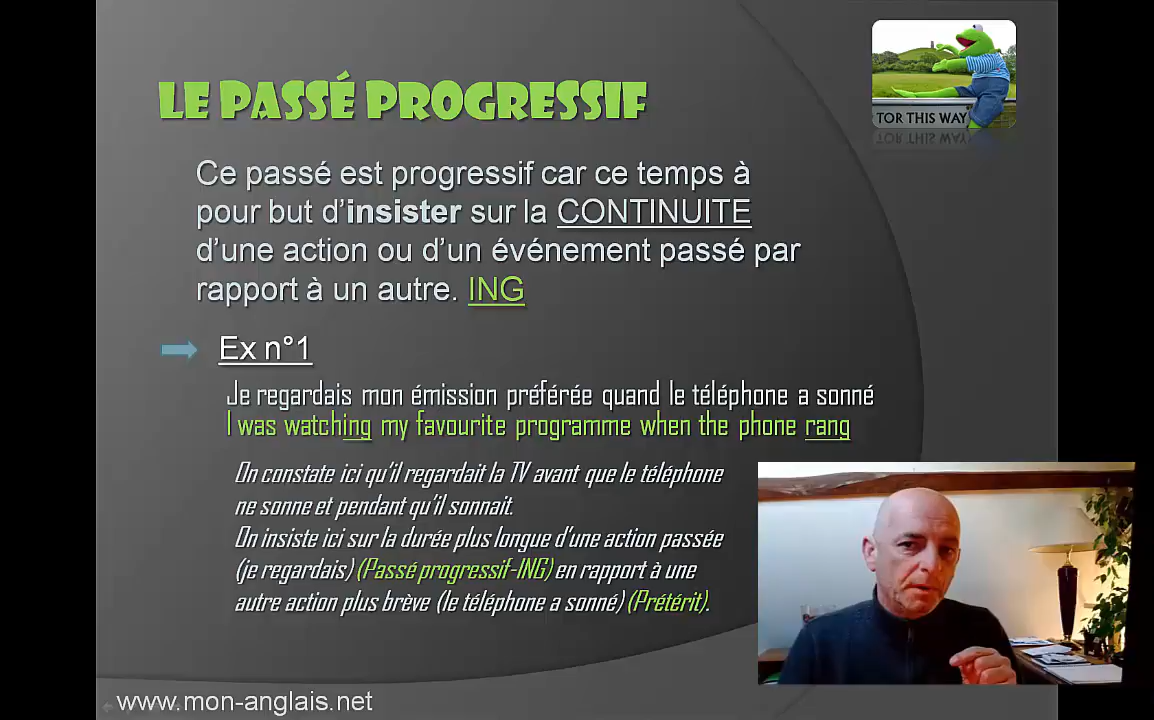 LE PASSÉ PROGRESSIF
TOR THIS WAY
Ce passé est progressif car ce temps à
pour but d'insister sur la CONTINUITE
d'une action ou d'un événement passé par
rapport à un autre. ING
Ex n°1
Je regardais mon émission préférée quand le téléphone a sonné
I was watching my favourite programme when the phone rang
On constate ici qu'il regardait la TV avant que le téléphone
ne sonne et pendant qu'il sonnait.
On insiste ici sur la durée plus longue d'une action passée
(je regardais) (Passé progressif-ING) en rapport à une
autre action plus brève (le téléphone a sonné) (Prétérit).
www.mon-anglais.net